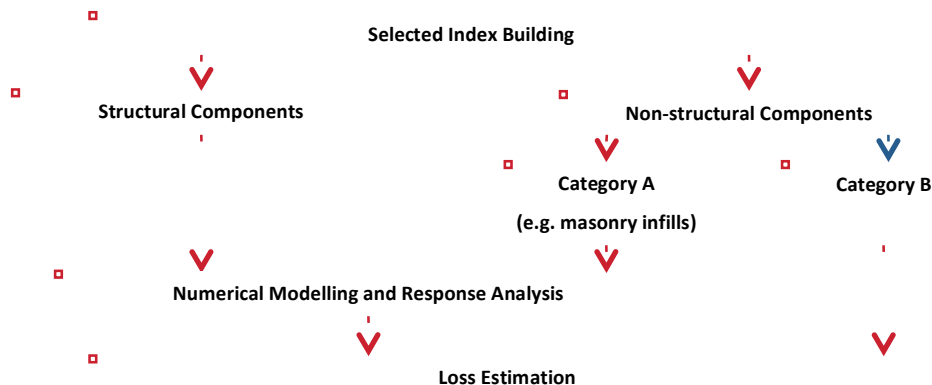 Selected Index Building
Structural Components
Non-structural Components
Category A
(e.g. masonry infills)
Category B
Numerical Modelling and Response Analysis
Loss Estimation